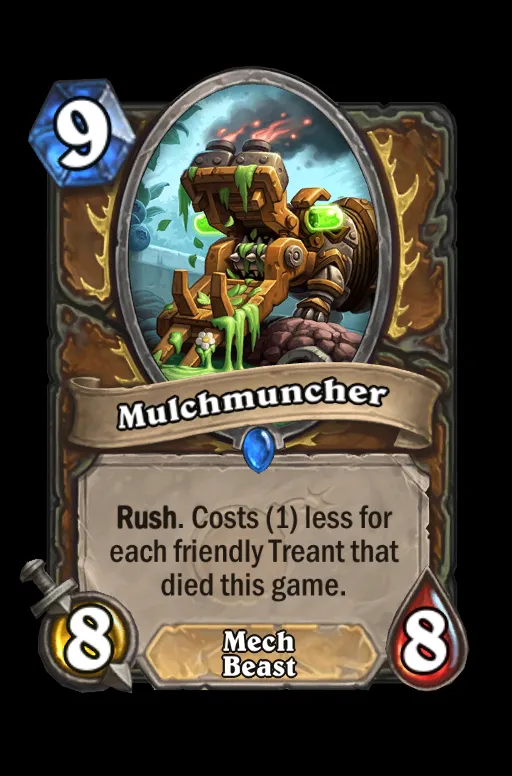 9
Mulchmuncher
Rush. Costs (1) less for
each friendly Treant that
died this game.
8
Mech
Beast
8